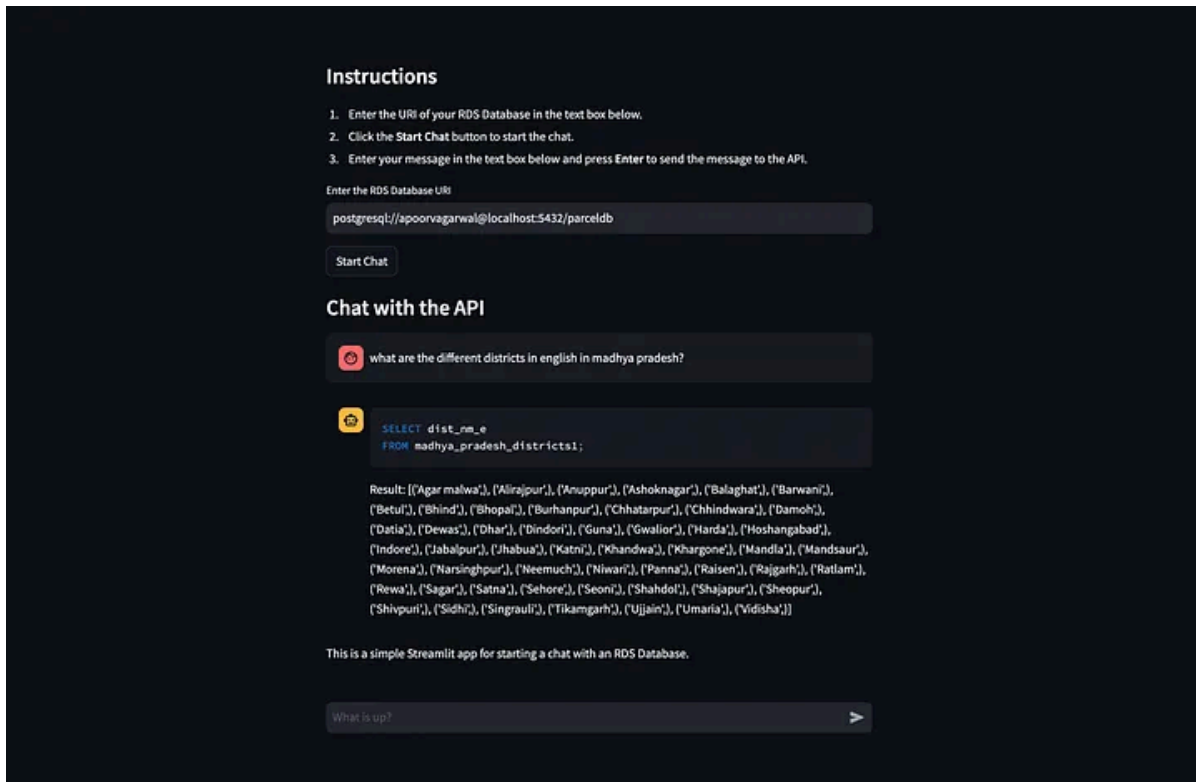 Instructions
1. Enter the URI of your RDS Database in the text box below.
2. Click the Start Chat button to start the chat.
3. Enter your message in the text box below and press Enter to send the message to the API.
Enter the RDS Database URI
postgresql://apoorvagarwal@localhost:5432/parceldb
Start Chat
Chat with the API
what are the different districts in english in madhya pradesh?
SELECT dist_nm_e
FROM madhya_pradesh_districts1;
Result: [('Agar malwa',), ('Alirajpur',), ('Anuppur',), ('Ashoknagar',), ('Balaghat',), ('Barwani',),
('Betul',), ('Bhind',), ('Bhopal',), ('Burhanpur',), ('Chhatarpur',), ('Chhindwara',), ('Damoh',),
('Datia',), ('Dewas',), ('Dhar',), ('Dindori',), ('Guna',), ('Gwalior',), ('Harda',), ('Hoshangabad',),
('Indore',), ('Jabalpur',), ('Jhabua',), ('Katni',), ('Khandwa',), ('Khargone',), ('Mandla',), ('Mandsaur',),
('Morena',), ('Narsinghpur',), ('Neemuch',), ('Niwari',), ('Panna',), ('Raisen',), ('Rajgarh',), ('Ratlam',),
('Rewa',), ('Sagar',), ('Satna',), ('Sehore',), ('Seoni',), ('Shahdol',), ('Shajapur',), ('Sheopur',),
('Shivpuri',), ('Sidhi',), ('Singrauli',), ('Tikamgarh',), ('Ujjain',), ('Umaria',), ('Vidisha',)]
This is a simple Streamlit app for starting a chat with an RDS Database.
What is up?